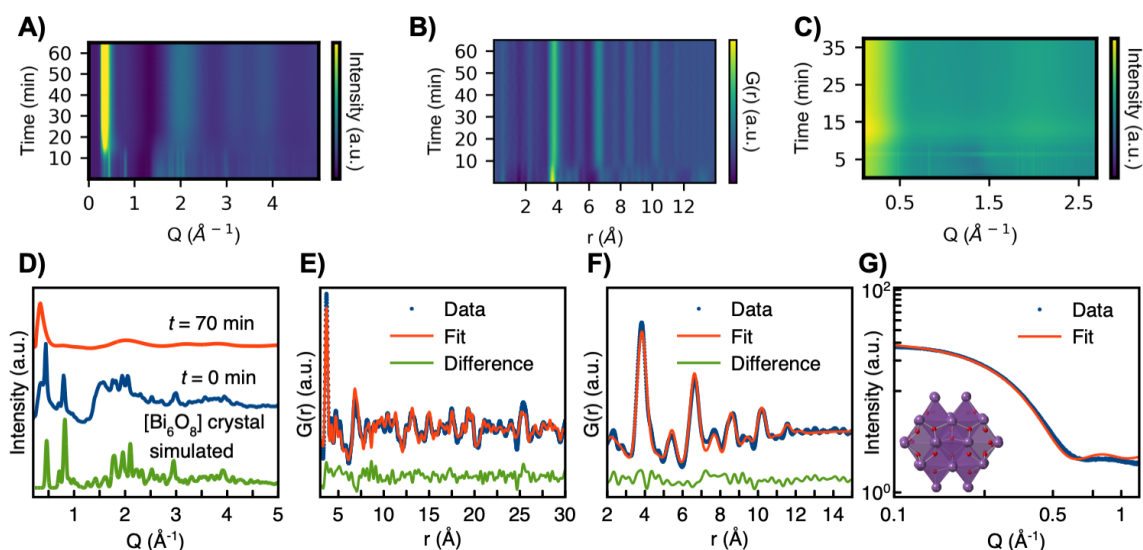 A)
B)
C)
60
50
40
30
20
10
Time (min)
0
1
2
3
4
Q (Å⁻¹)
Intensity (a.u.)
60
50
40
30
20
10
Time (min)
2
4
6
8
10
12
r (Å)
G(r) (a.u.)
35
25
15
5
Time (min)
0.5
1.5
2.5
Q (Å⁻¹)
Intensity (a.u.)
D)
E)
F)
G)
Intensity (a.u.)
t = 70 min
t = 0 min
[Bi₆O₈] crystal
simulated
0
1
2
3
4
5
Q (Å⁻¹)
G(r) (a.u.)
Data
Fit
Difference
5
10
15
20
25
30
r (Å)
G(r) (a.u.)
Data
Fit
Difference
2
4
6
8
10
12
14
r (Å)
Intensity (a.u.)
10²
10⁰
Data
Fit
0.1
0.5
1
Q (Å⁻¹)